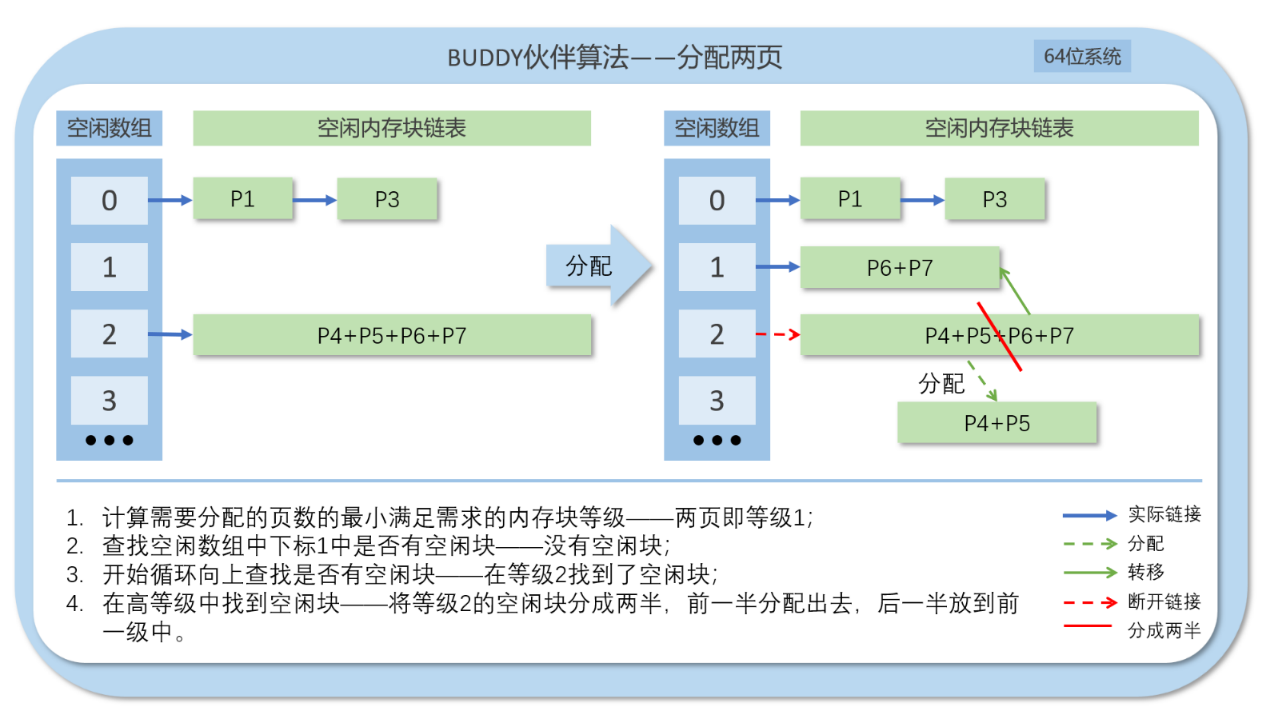 BUDDY伙伴算法——分配两页
64位系统
空闲数组
空闲内存块链表
0
P1
P3
1
2
P4+P5+P6+P7
3
●●●
分配
空闲数组
空闲内存块链表
0
P1
P3
1
P6+P7
2
P4+P5+P6+P7
分配
3
P4+P5
●●●
1. 计算需要分配的页数的最小满足需求的内存块等级——两页即等级1;
2. 查找空闲数组中下标1中是否有空闲块——没有空闲块;
3. 开始循环向上查找是否有空闲块——在等级2找到了空闲块;
4. 在高等级中找到空闲块——将等级2的空闲块分成两半，前一半分配出去，后一半放到前
一级中。
实际链接
分配
转移
断开链接
分成两半